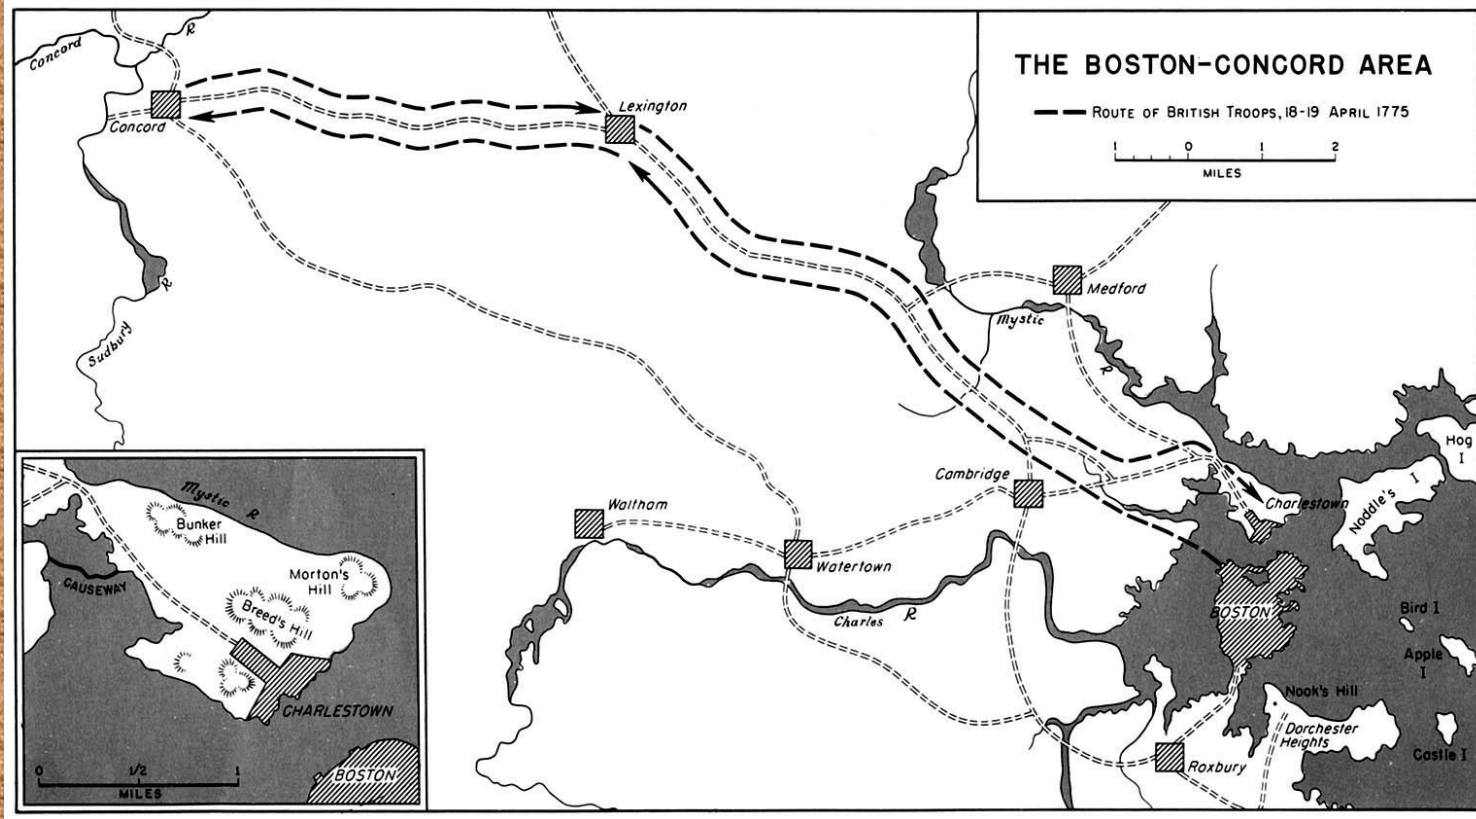 THE BOSTON-CONCORD AREA
ROUTE OF BRITISH TROOPS, 18-19 APRIL 1775
1 0 1 2
MILES
Concord
R
Concord
Lexington
R
Sudbury
Medford
Mystic
R
Hog
I
Cambridge
Charlestown
Noddle's I
Waltham
Watertown
Charles R
BOSTON
Bird I
Apple
I
Nook's Hill
Dorchester
Heights
Castle I
Roxbury
Mystic R
Bunker
Hill
Morton's
Hill
CAUSEWAY
Breed's Hill
CHARLESTOWN
BOSTON
0 1/2 1
MILES